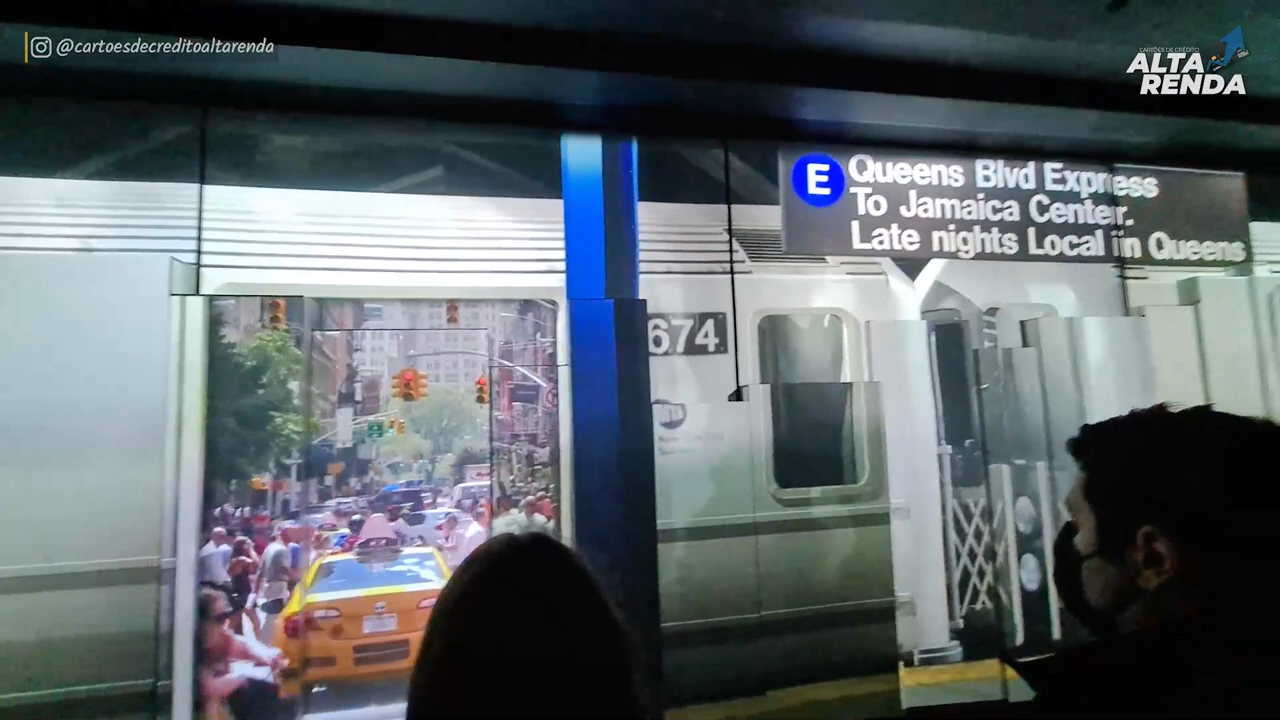 @cartoesdecreditoaltarenda
CARTÕES DE CRÉDITO
ALTA
RENDA
E
Queens Blvd Express
To Jamaica Center.
Late nights Local in Queens
674